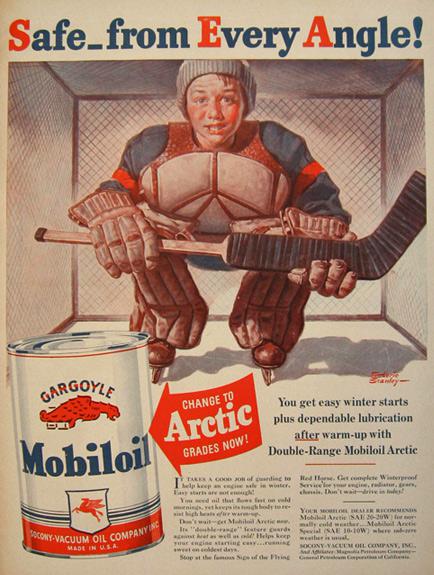 Safe_from Every Angle!
Frederic
Stanley
GARGOYLE
Mobiloil
SOCONY-VACUUM OIL COMPANY INC.
MADE IN U.S.A.
CHANGE TO
Arctic
GRADES NOW!
You get easy winter starts
plus dependable lubrication
after warm-up with
Double-Range Mobiloil Arctic
IT TAKES A GOOD JOB of guarding to
help keep an engine safe in winter.
Easy starts are not enough!
You need oil that flows fast on cold
mornings, yet keeps its tough body to re-
sist high heats after warm-up.
Don't wait—get Mobiloil Arctic now.
Its "double-range" feature guards
against heat as well as cold! Helps keep
your engine starting easy...running
sweet on coldest days.
Stop at the famous Sign of the Flying
Red Horse. Get complete Winterproof
Service for your engine, radiator, gears,
chassis. Don't wait—drive in today!
YOUR MOBILOIL DEALER RECOMMENDS
Mobiloil Arctic (SAE 20-20W) for nor-
mally cold weather...Mobiloil Arctic
Special (SAE 10-10W) where sub-zero
weather is usual.
SOCONY-VACUUM OIL COMPANY, INC.,
And Affiliates: Magnolia Petroleum Company—
General Petroleum Corporation of California.